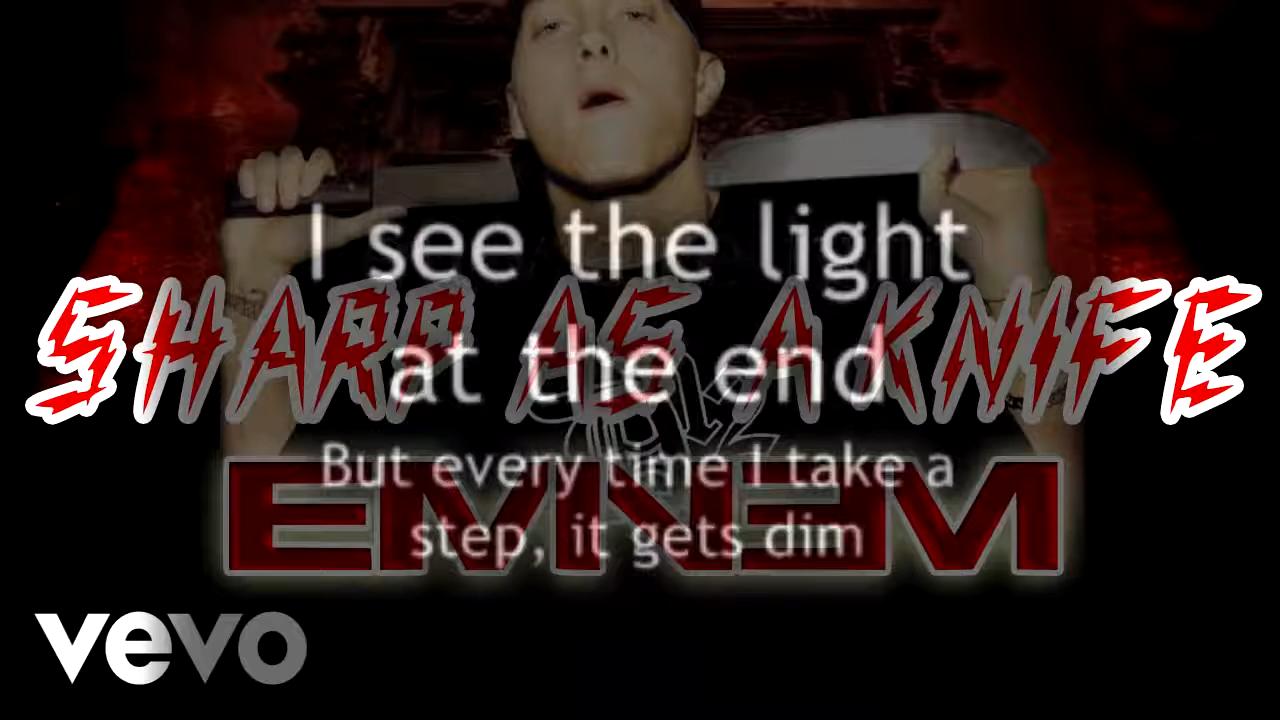 I see the light
SHARP AS A KNIFE
at the end
But every time I take a
EMINEM
step, it gets dim
vevo